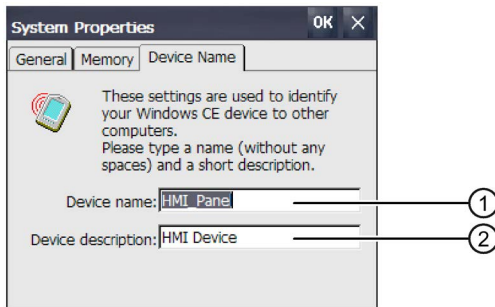 System Properties OK ×
General Memory Device Name
These settings are used to identify
your Windows CE device to other
computers.
Please type a name (without any
spaces) and a short description.
Device name: HMI_Panel 1
Device description: HMI Device 2